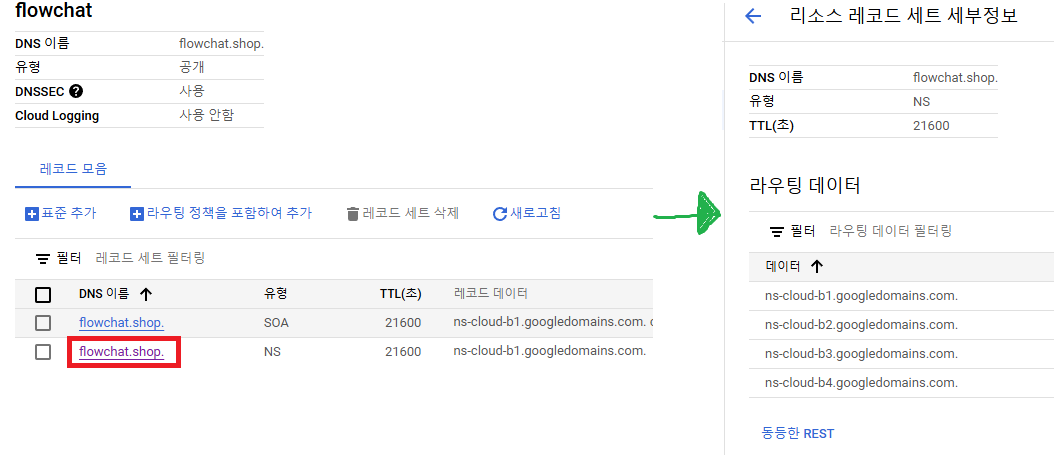 flowchat
DNS 이름 flowchat.shop.
유형 공개
DNSSEC 사용
Cloud Logging 사용 안함
레코드 모음
표준 추가 라우팅 정책을 포함하여 추가 레코드 세트 삭제 새로고침
필터 레코드 세트 필터링
DNS 이름 유형 TTL(초) 레코드 데이터
flowchat.shop. SOA 21600 ns-cloud-b1.googledomains.com.
flowchat.shop. NS 21600 ns-cloud-b1.googledomains.com.
리소스 레코드 세트 세부정보
DNS 이름 flowchat.shop.
유형 NS
TTL(초) 21600
라우팅 데이터
필터 라우팅 데이터 필터링
데이터
ns-cloud-b1.googledomains.com.
ns-cloud-b2.googledomains.com.
ns-cloud-b3.googledomains.com.
ns-cloud-b4.googledomains.com.
동등한 REST